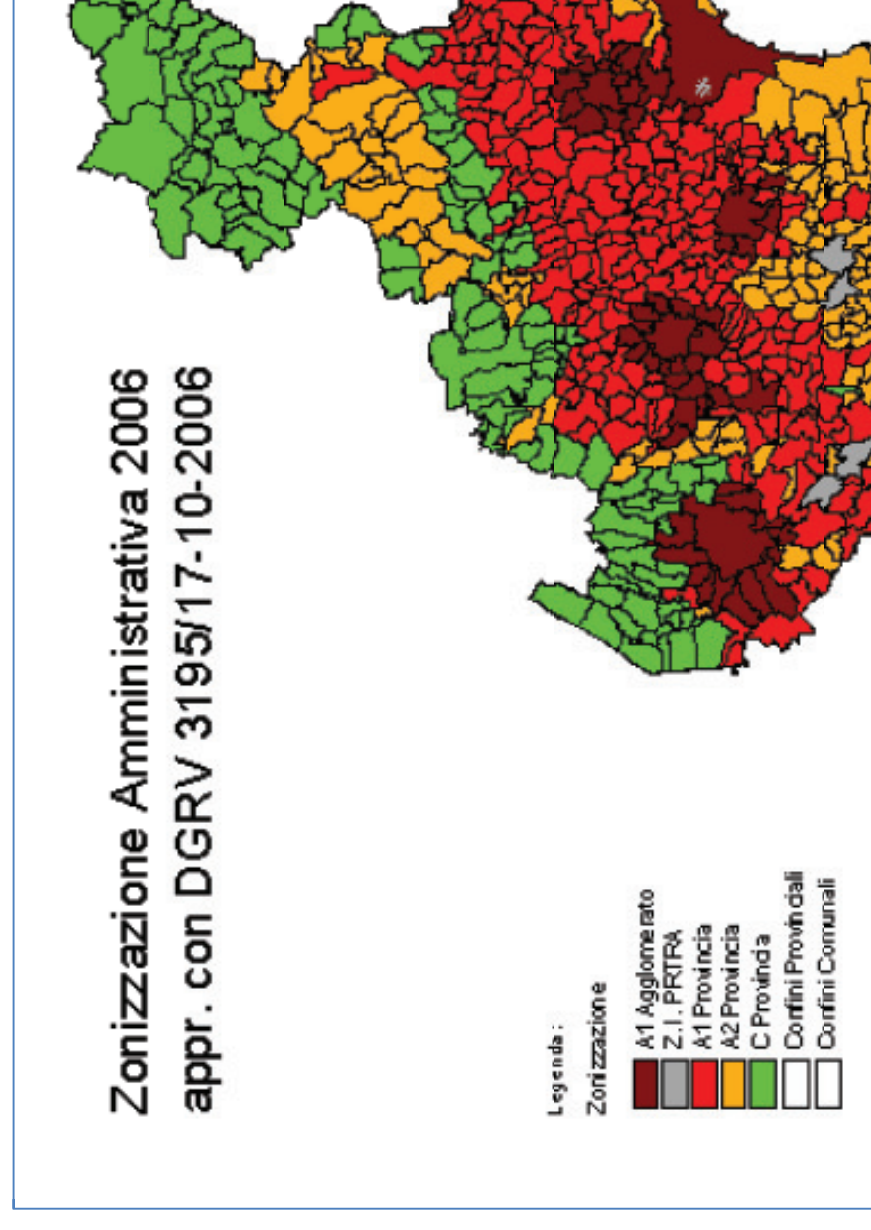 Zonizzazione Amministrativa 2006
appr. con DGRV 3195/17-10-2006
Legenda:
Zonizzazione
A1 Agglomerato
Z.I. PRTRA
A1 Provincia
A2 Provincia
C Provincia
Confini Provinciali
Confini Comunali